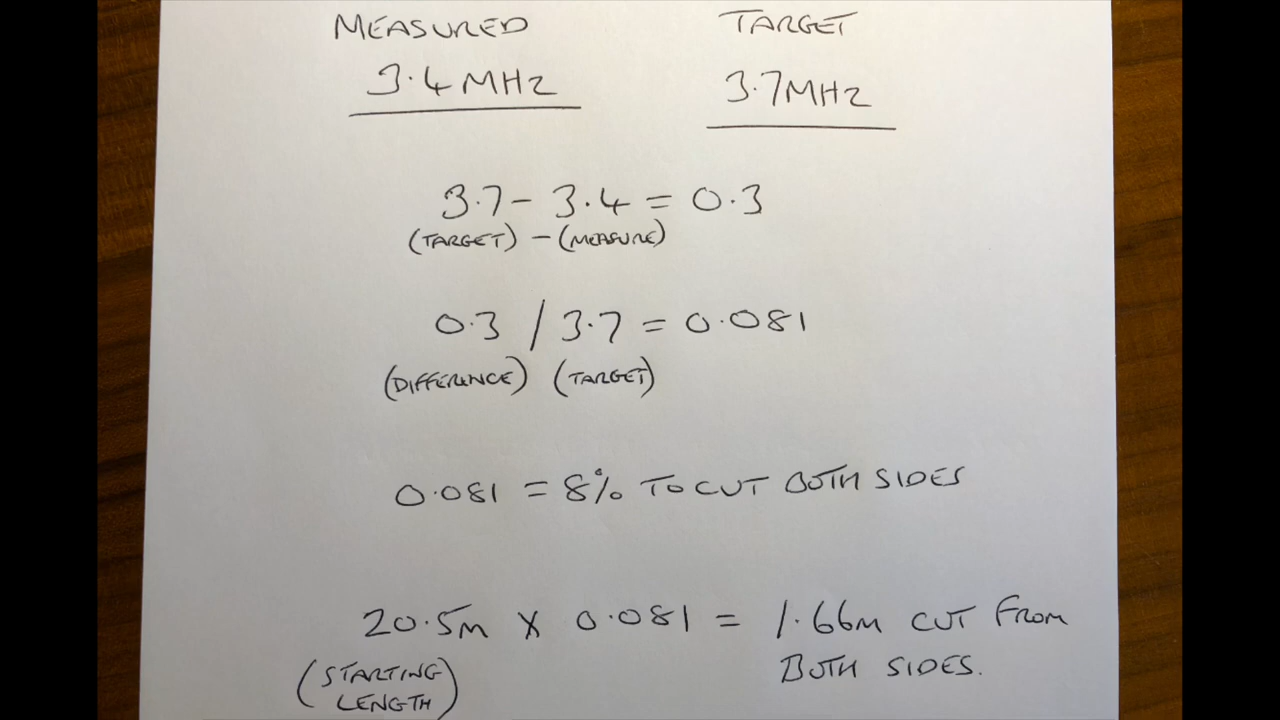 MEASURED TARGET
3.4MHz 3.7MHz
3.7 - 3.4 = 0.3
(TARGET) - (MEASURE)
0.3 / 3.7 = 0.081
(DIFFERENCE) (TARGET)
0.081 = 8% TO CUT BOTH SIDES
20.5m X 0.081 = 1.66m CUT FROM
(STARTING BOTH SIDES.
LENGTH)